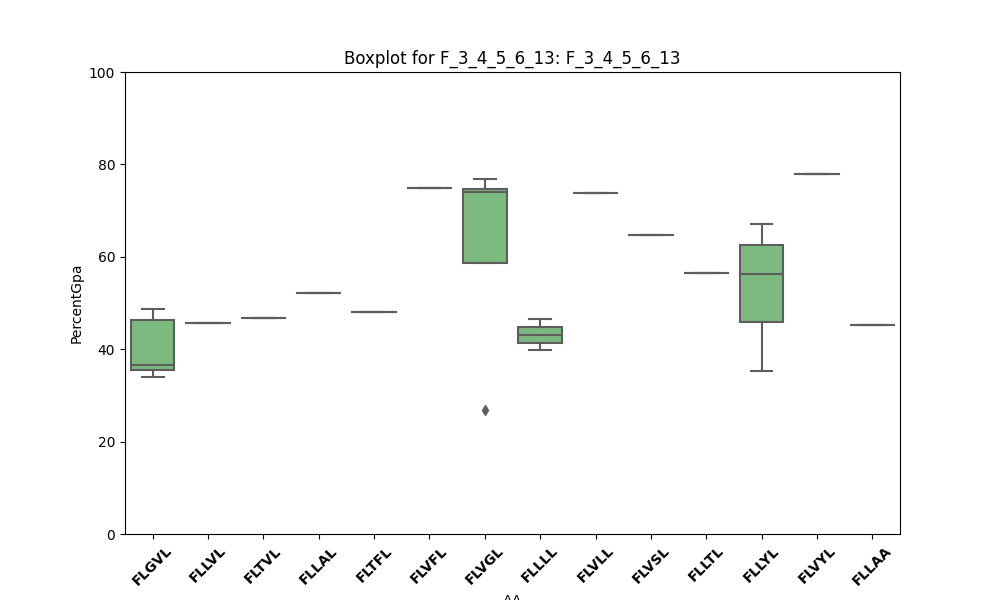 Boxplot for F_3_4_5_6_13: F_3_4_5_6_13
100
80
60
40
20
0
PercentGpa
FLGVL
FLLVL
FLTVL
FLLAL
FLTFL
FLVFL
FLVGL
FLLLL
FLVLL
FLVSL
FLLTL
FLLYL
FLVYL
FLLAA
AA